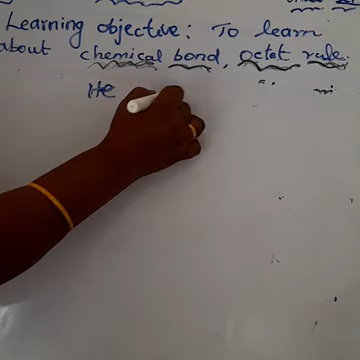 Learning objective: To learn
about chemical bond, octet rule.
He